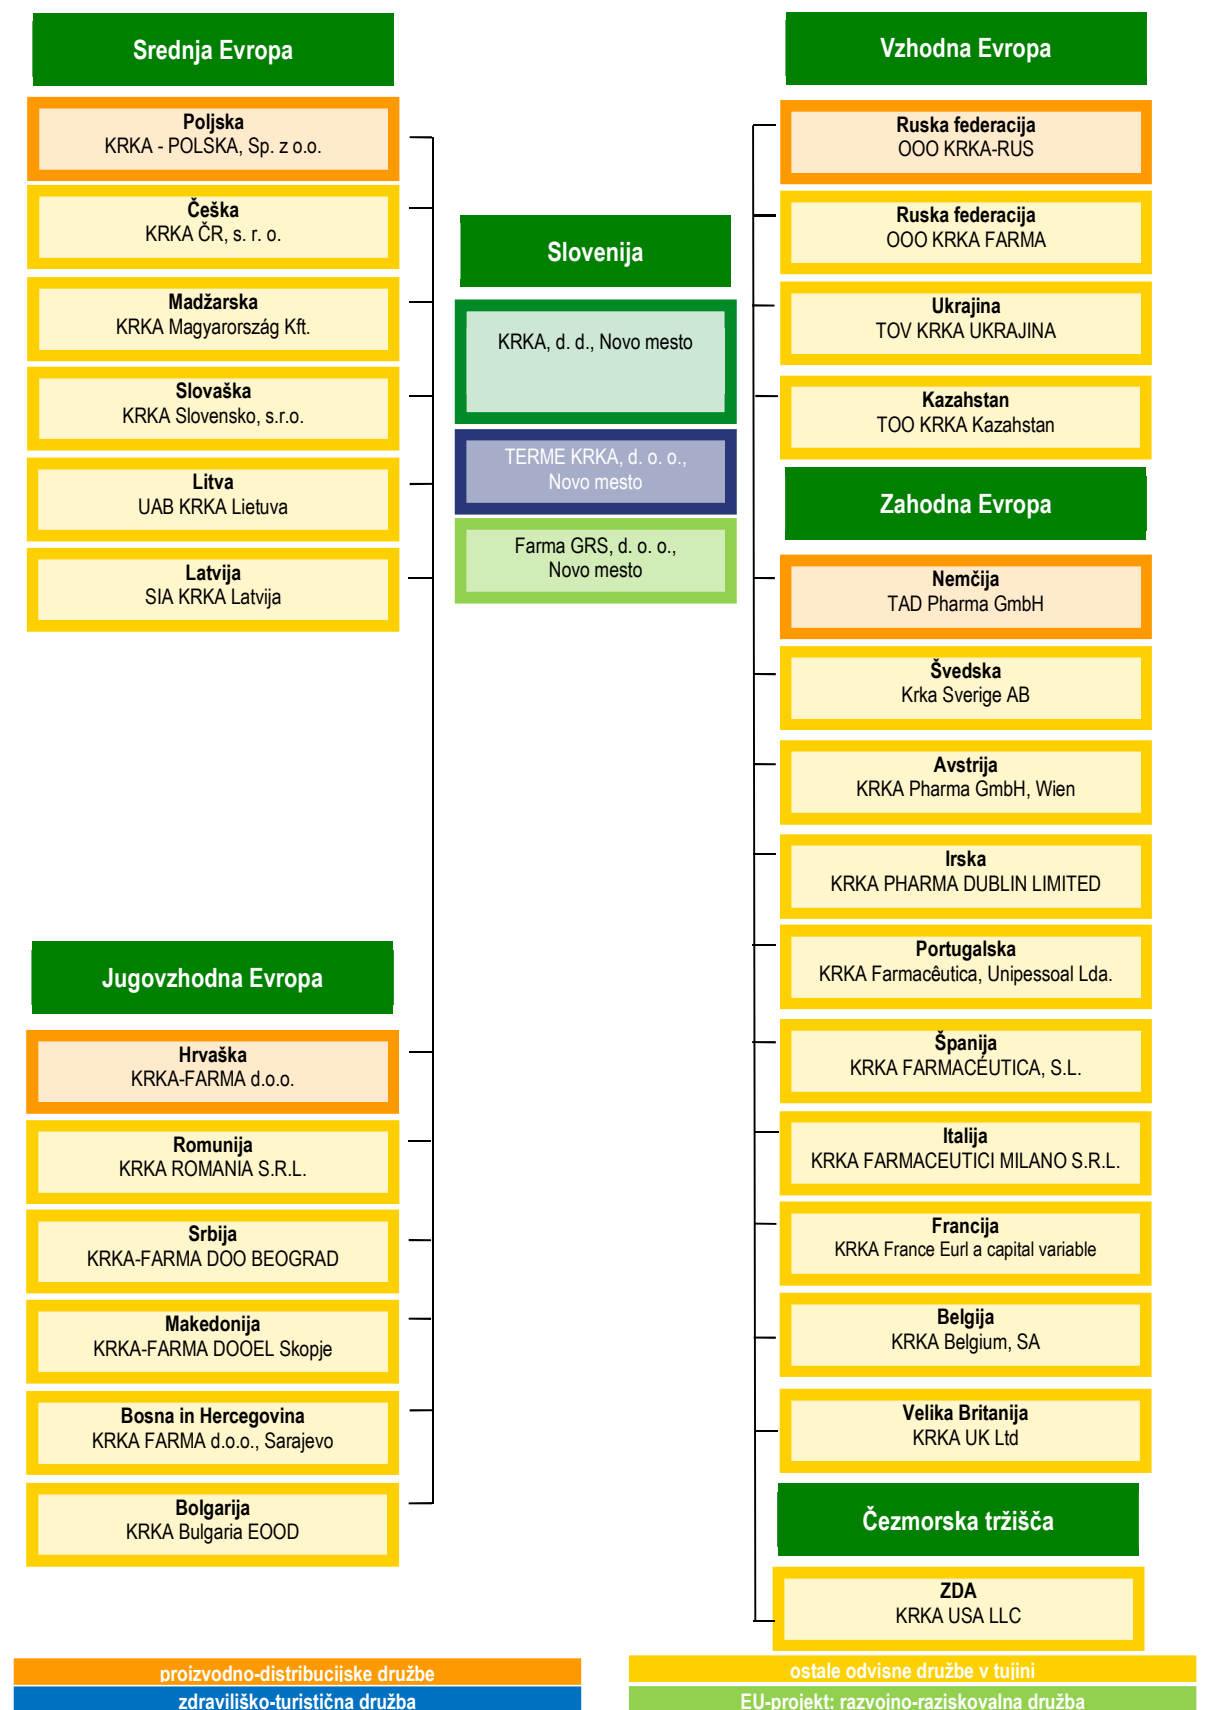 Srednja Evropa
Poljska
KRKA - POLSKA, Sp. z o.o.
Češka
KRKA ČR, s. r. o.
Madžarska
KRKA Magyarország Kft.
Slovaška
KRKA Slovensko, s.r.o.
Litva
UAB KRKA Lietuva
Latvija
SIA KRKA Latvija
Jugovzhodna Evropa
Hrvaška
KRKA-FARMA d.o.o.
Romunija
KRKA ROMANIA S.R.L.
Srbija
KRKA-FARMA DOO BEOGRAD
Makedonija
KRKA-FARMA DOOEL Skopje
Bosna in Hercegovina
KRKA FARMA d.o.o., Sarajevo
Bolgarija
KRKA Bulgaria EOOD
Slovenija
KRKA, d. d., Novo mesto
TERME KRKA, d. o. o.,
Novo mesto
Farma GRS, d. o. o.,
Novo mesto
Vzhodna Evropa
Ruska federacija
OOO KRKA-RUS
Ruska federacija
OOO KRKA FARMA
Ukrajina
TOV KRKA UKRAJINA
Kazahstan
TOO KRKA Kazahstan
Zahodna Evropa
Nemčija
TAD Pharma GmbH
Švedska
Krka Sverige AB
Avstrija
KRKA Pharma GmbH, Wien
Irska
KRKA PHARMA DUBLIN LIMITED
Portugalska
KRKA Farmacêutica, Unipessoal Lda.
Španija
KRKA FARMACÉUTICA, S.L.
Italija
KRKA FARMACEUTICI MILANO S.R.L.
Francija
KRKA France Eurl a capital variable
Belgija
KRKA Belgium, SA
Velika Britanija
KRKA UK Ltd
Čezmorska tržišča
ZDA
KRKA USA LLC
proizvodno-distribucijske družbe
zdraviliško-turistična družba
ostale odvisne družbe v tujini
EU-projekt: razvojno-raziskovalna družba